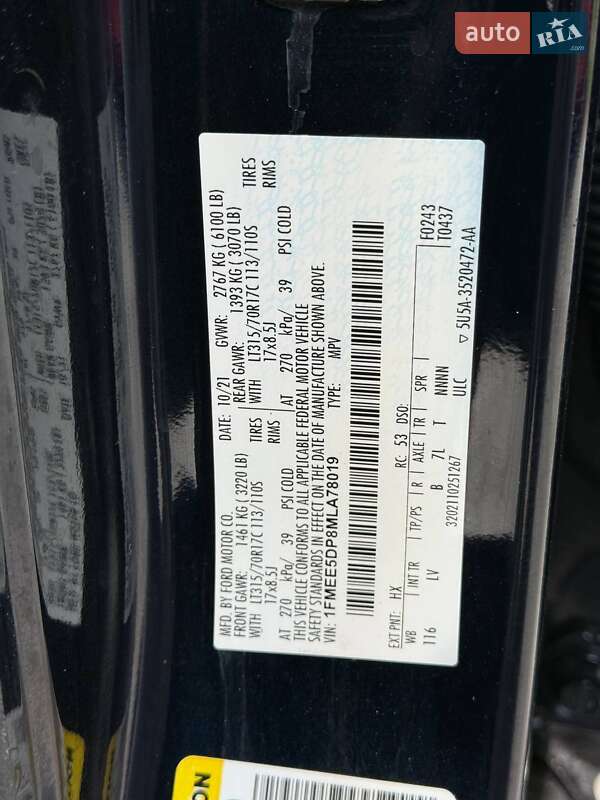 auto RIA.com
MFD. BY FORD MOTOR CO. DATE: 10/21 GVWR: 2767 KG ( 6100 LB)
FRONT GAWR: 1461 KG ( 3220 LB) REAR GAWR: 1393 KG ( 3070 LB)
WITH LT315/70R17C 113/110S TIRES WITH LT315/70R17C 113/110S TIRES
17x8.5J RIMS 17x8.5J RIMS
AT 270 kPa/ 39 PSI COLD AT 270 kPa/ 39 PSI COLD
THIS VEHICLE CONFORMS TO ALL APPLICABLE FEDERAL MOTOR VEHICLE
SAFETY STANDARDS IN EFFECT ON THE DATE OF MANUFACTURE SHOWN ABOVE.
VIN: 1FMEE5DP8MLA78019 TYPE: MPV
EXT PNT: HX RC: 53 DSO: F0243
WB INT TR TP/PS R AXLE TR SPR T0437
116 LV B 7L T NNNN
3202110251267 ULC
▽ 5U5A-3520472-AA